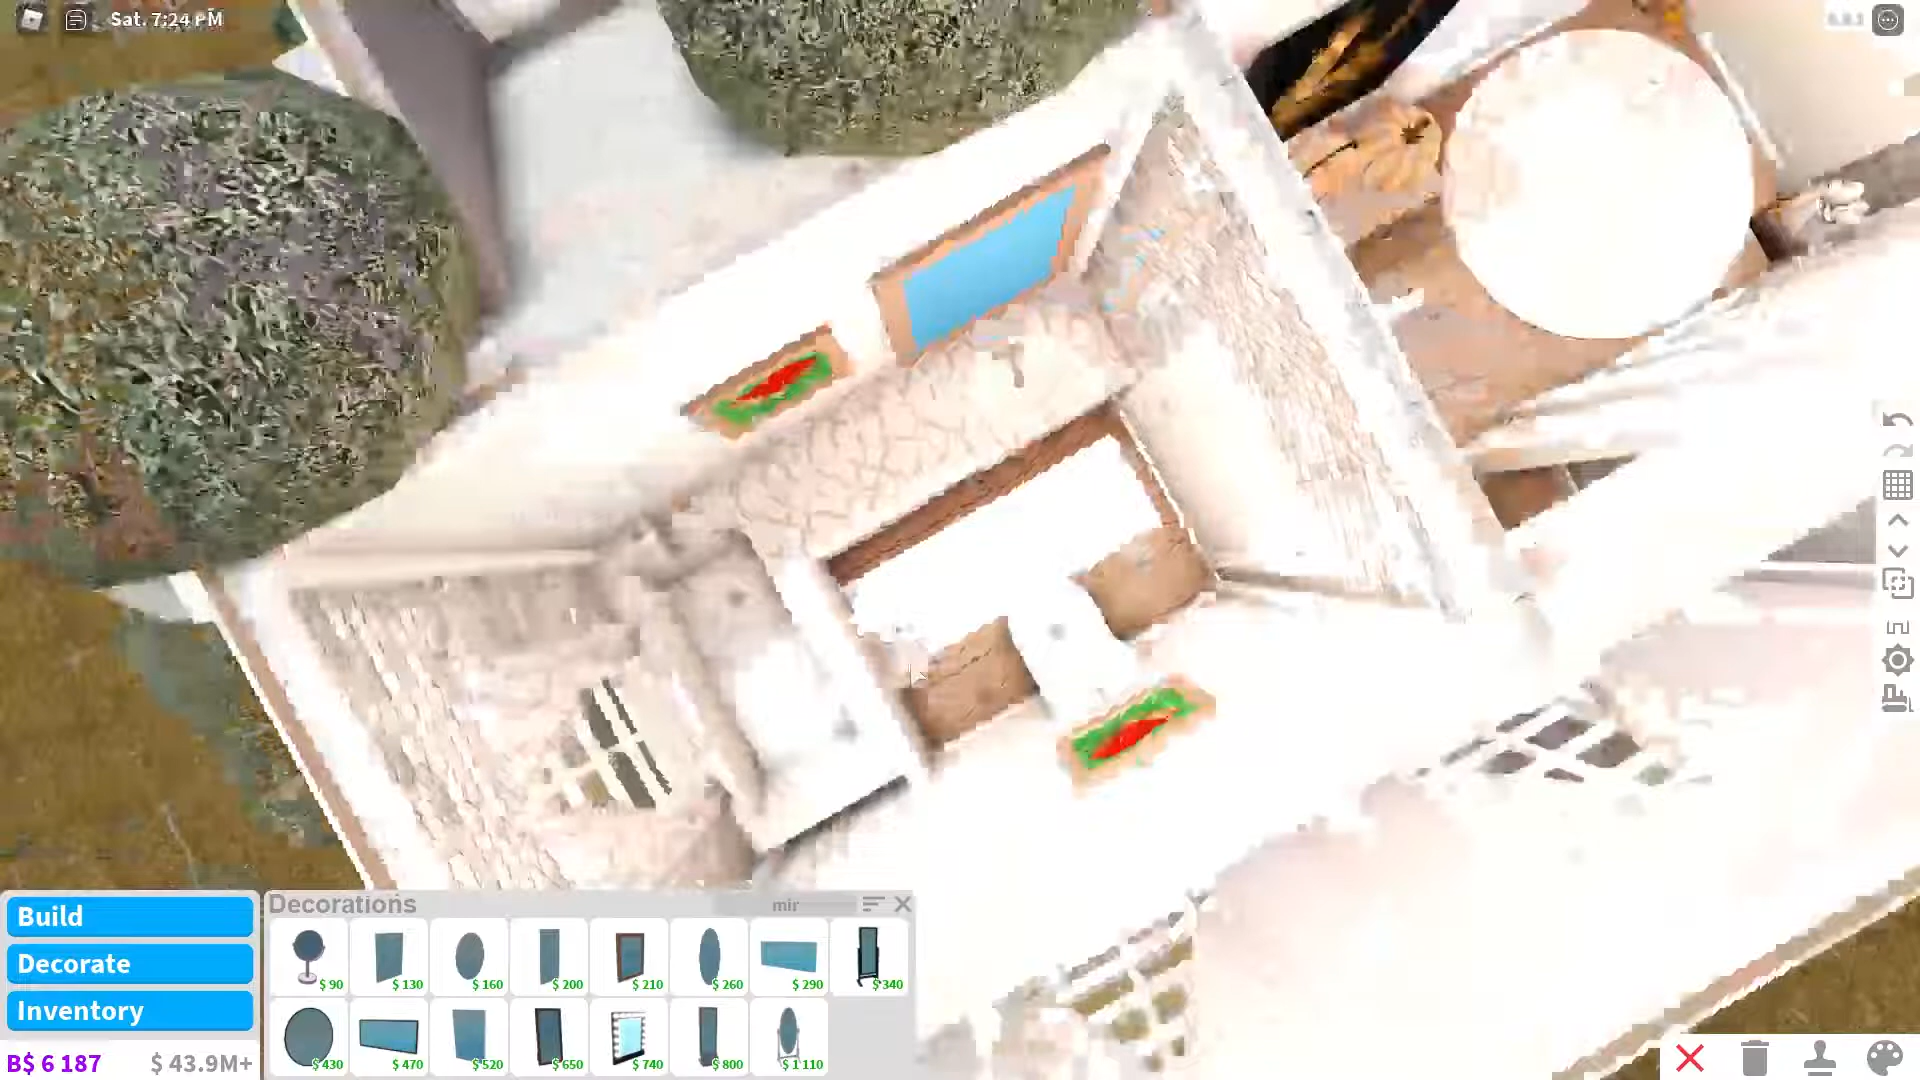 Sat. 7:24 PM
Build
Decorate
Inventory
B$ 6 187
$ 43.9M+
Decorations
mir
$ 90
$ 130
$ 160
$ 200
$ 210
$ 260
$ 290
$ 340
$ 430
$ 470
$ 520
$ 650
$ 740
$ 800
$ 1 110